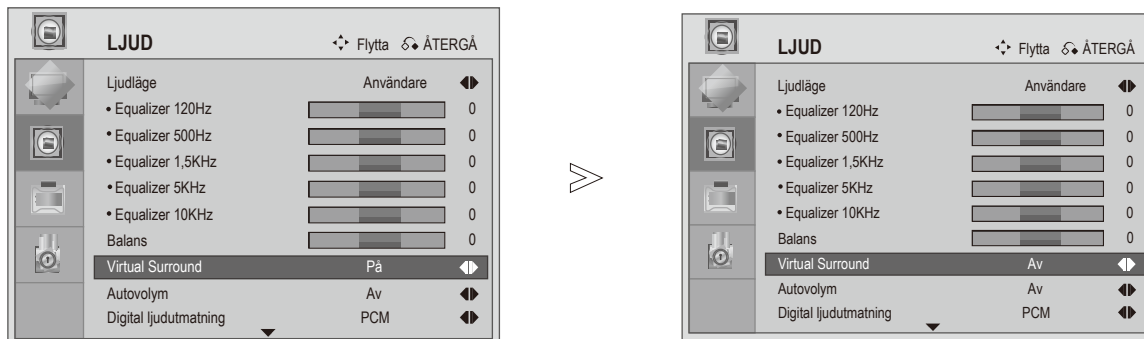 LJUD Flytta ÅTERGÅ
Ljudläge Användare
• Equalizer 120Hz 0
• Equalizer 500Hz 0
• Equalizer 1,5KHz 0
• Equalizer 5KHz 0
• Equalizer 10KHz 0
Balans 0
Virtual Surround På
Autovolym Av
Digital ljudutmatning PCM
LJUD Flytta ÅTERGÅ
Ljudläge Användare
• Equalizer 120Hz 0
• Equalizer 500Hz 0
• Equalizer 1,5KHz 0
• Equalizer 5KHz 0
• Equalizer 10KHz 0
Balans 0
Virtual Surround Av
Autovolym Av
Digital ljudutmatning PCM